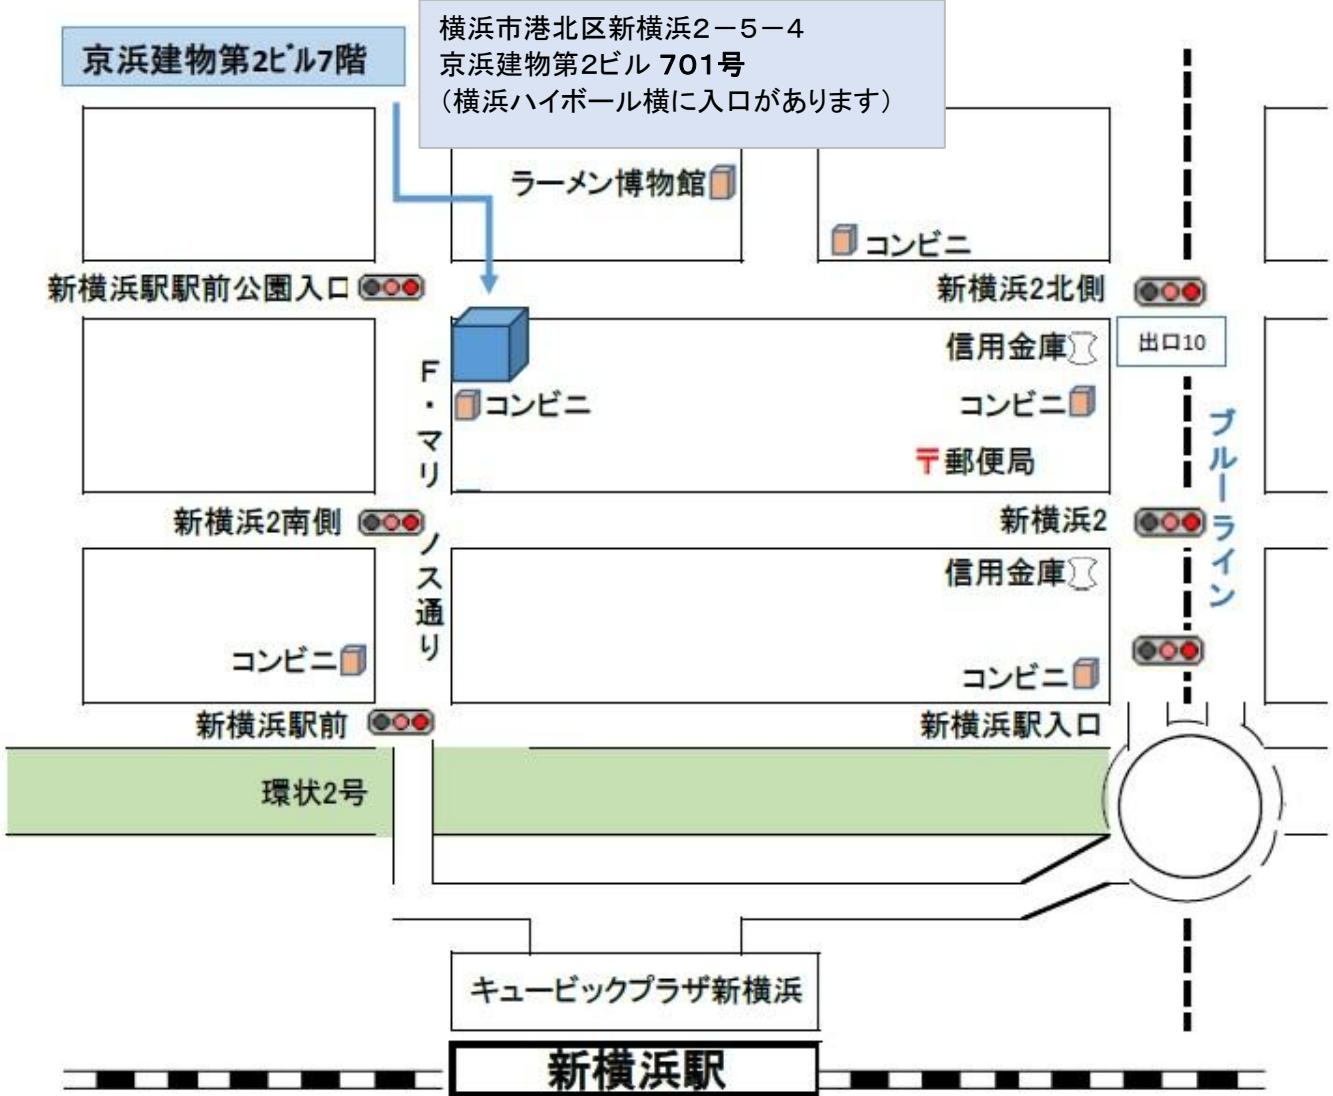 横浜市港北区新横浜2－5－4
京浜建物第2ビル 701号
（横浜ハイボール横に入口があります）
京浜建物第2ビル7階
ラーメン博物館
コンビニ
新横浜駅駅前公園入口
新横浜2北側
信用金庫
出口10
コンビニ
コンビニ
〒郵便局
F・マリノス通り
ブルーライン
新横浜2南側
新横浜2
信用金庫
コンビニ
コンビニ
新横浜駅前
新横浜駅入口
環状2号
キュービックプラザ新横浜
新横浜駅